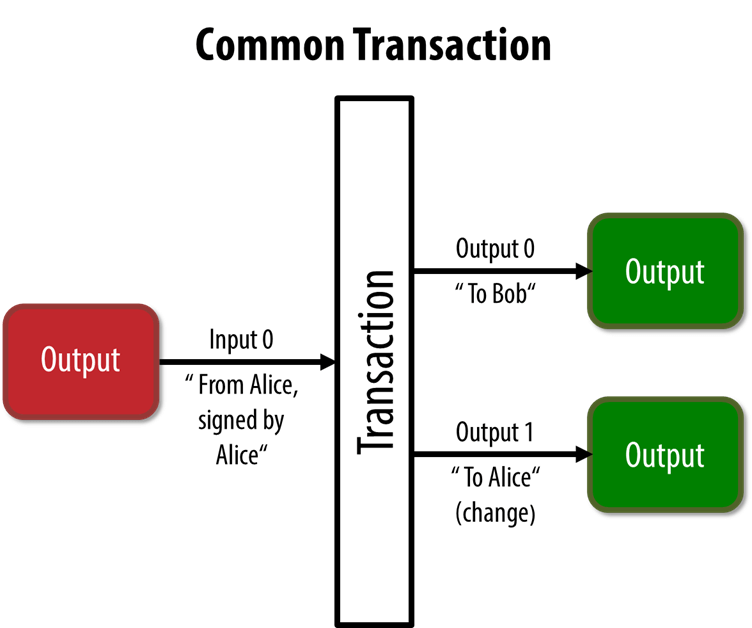 Common Transaction
Output
Input 0
“ From Alice,
signed by
Alice“
Transaction
Output 0
“ To Bob“
Output
Output 1
“ To Alice“
(change)
Output